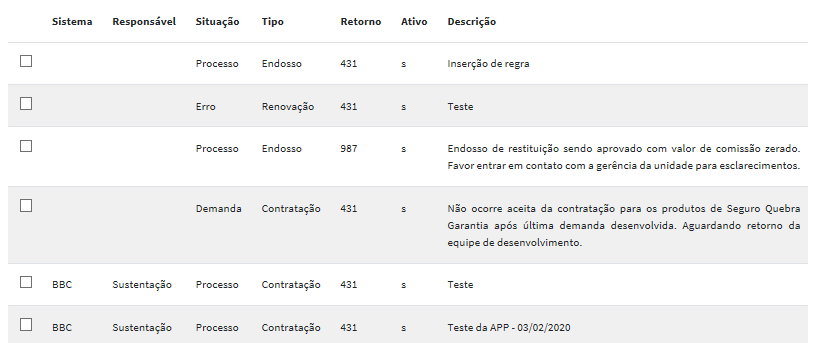 Sistema Responsável Situação Tipo Retorno Ativo Descrição
Processo Endosso 431 s Inserção de regra
Erro Renovação 431 s Teste
Processo Endosso 987 s Endosso de restituição sendo aprovado com valor de comissão zerado.
Favor entrar em contato com a gerência da unidade para esclarecimentos.
Demanda Contratação 431 s Não ocorre aceita da contratação para os produtos de Seguro Quebra
Garantia após última demanda desenvolvida. Aguardando retorno da
equipe de desenvolvimento.
BBC Sustentação Processo Contratação 431 s Teste
BBC Sustentação Processo Contratação 431 s Teste da APP - 03/02/2020